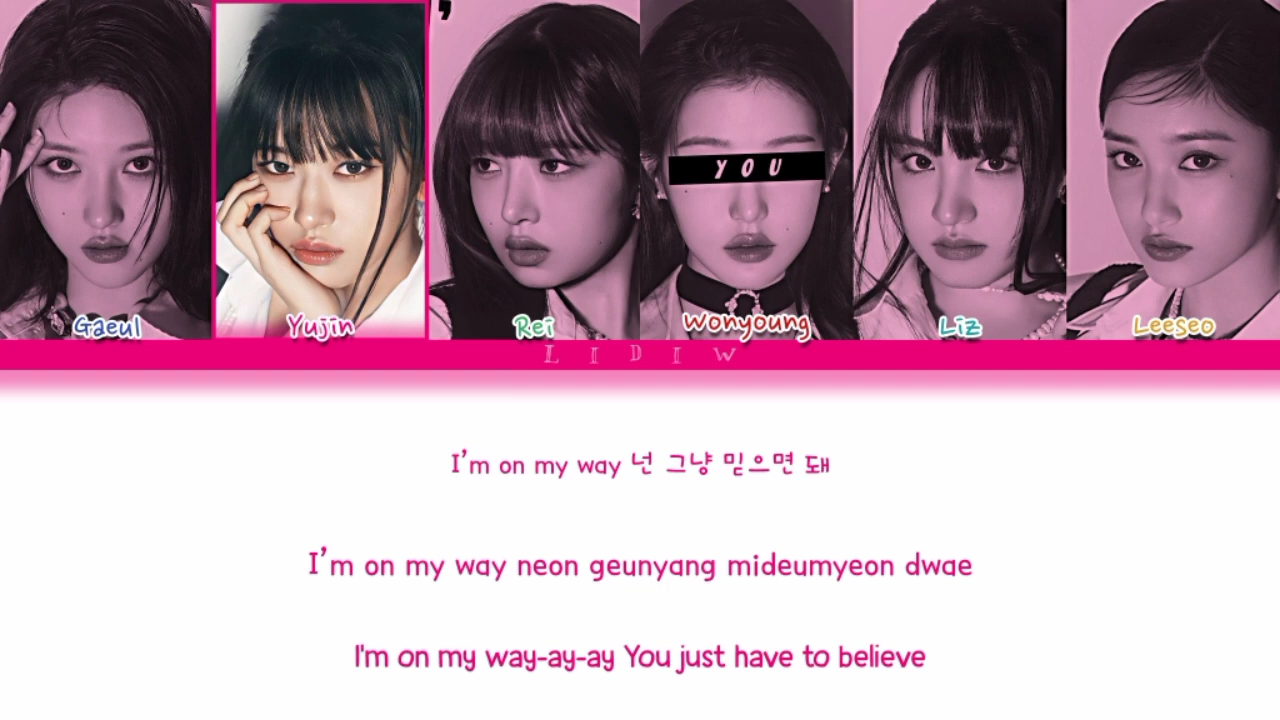 ,
Y O U
Gaeul Yujin Rei Wonyoung Liz Leeseo
L I D I W
I’m on my way 넌 그냥 믿으면 돼
I’m on my way neon geunyang mideumyeon dwae
I'm on my way-ay-ay You just have to believe